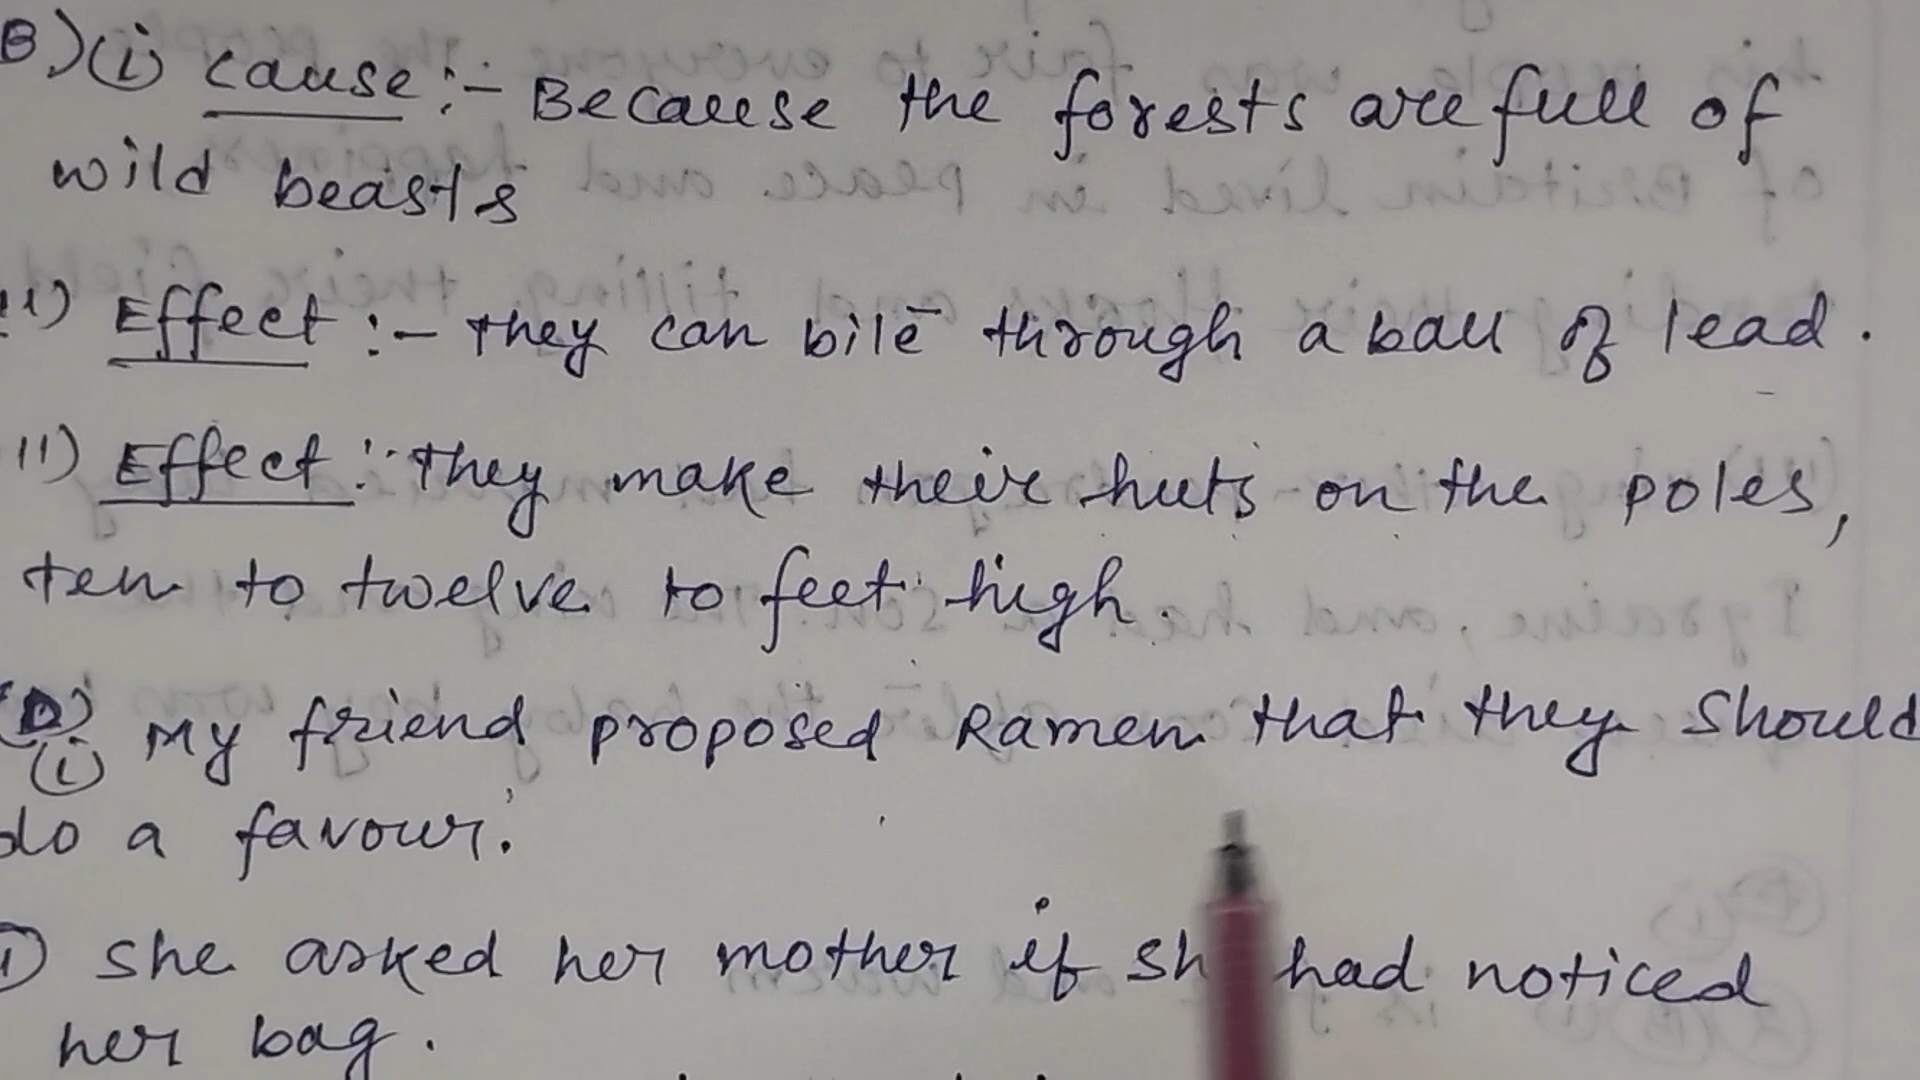 B) (i) cause :- Because the forests are full of
wild beasts
ii) Effect :- They can bite through a ball of lead.
11) Effect :- They make their huts on the poles,
ten to twelve to feet high.
(D) (i) My friend proposed Ramen that they should
do a favour.
she asked her mother if sh had noticed
her bag.